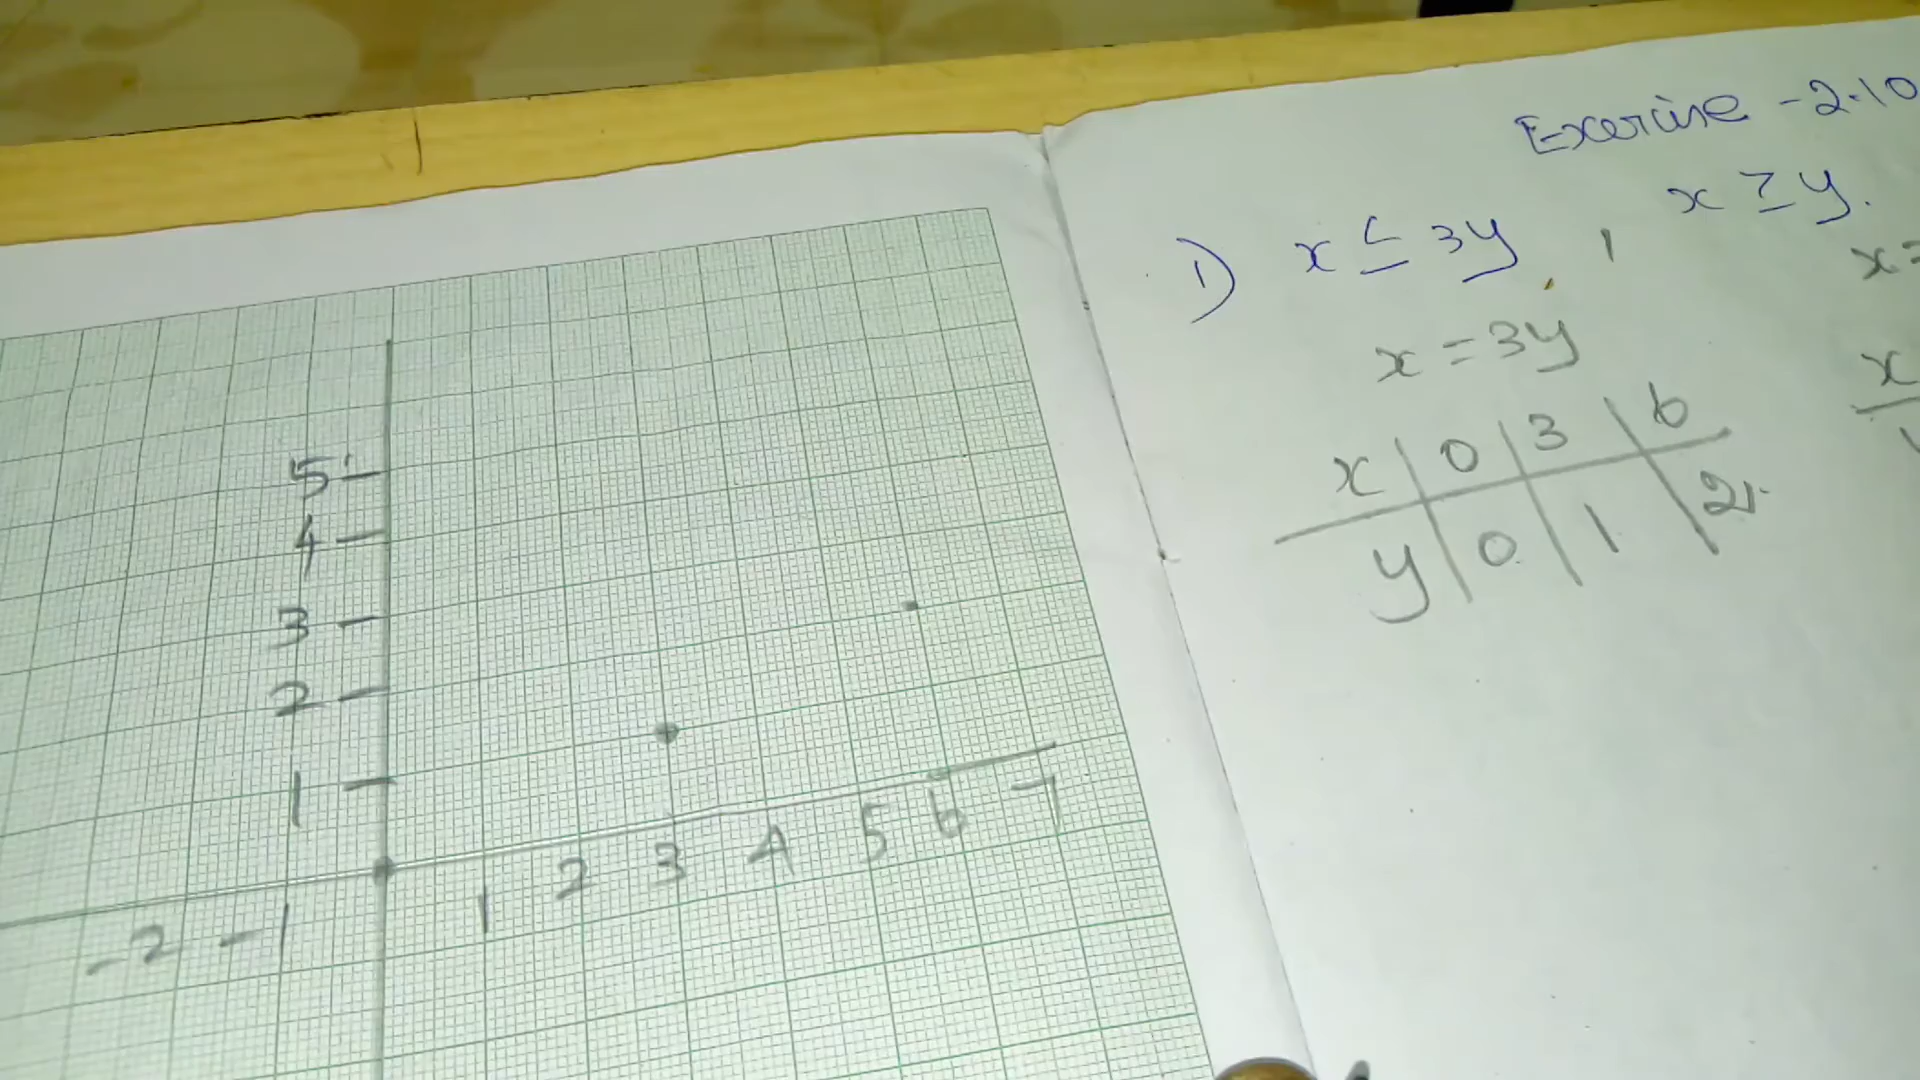 Exercise - 2.10
1) x ≤ 3y , x ≥ y.
x = 3y
x =
x 0 3 6
y 0 1 2
x
5
4
3
2
1
-2 -1 1 2 3 4 5 6 7